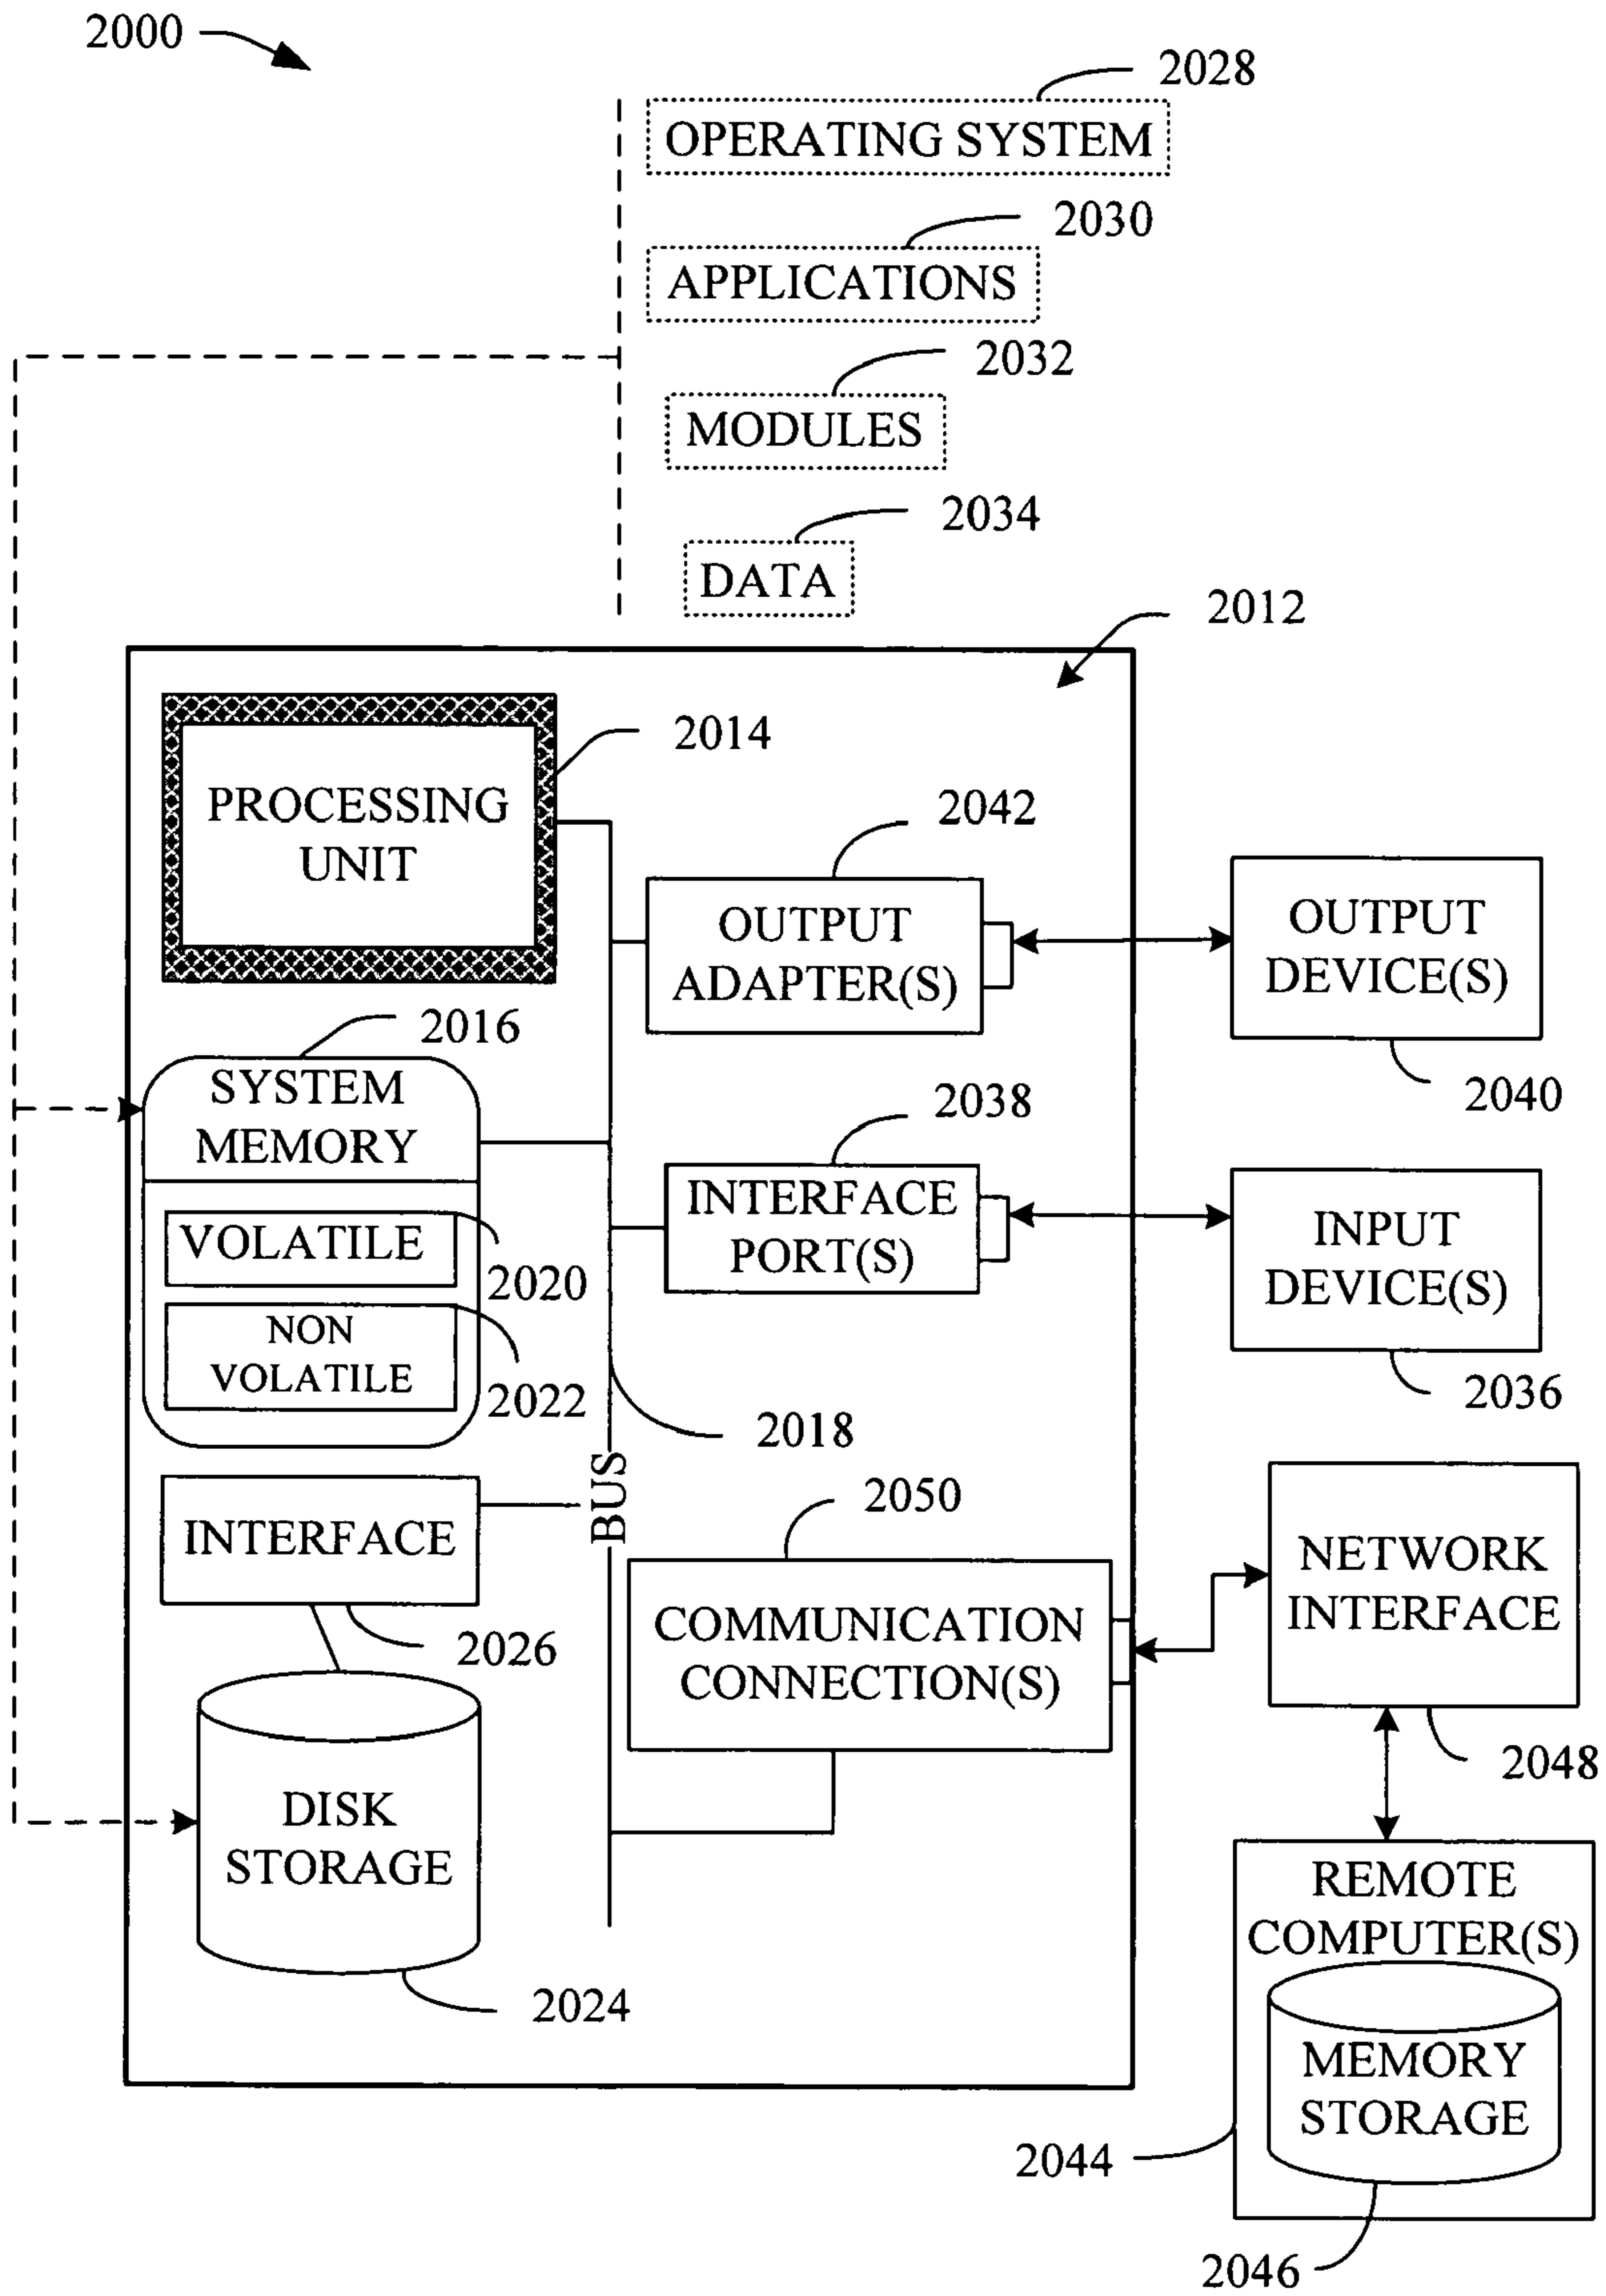 2000
2028
OPERATING SYSTEM
2030
APPLICATIONS
2032
MODULES
2034
DATA
2012
PROCESSING
UNIT
2014
2042
OUTPUT
ADAPTER(S)
OUTPUT
DEVICE(S)
2040
2016
SYSTEM
MEMORY
VOLATILE
2020
NON
VOLATILE
2022
2038
INTERFACE
PORT(S)
INPUT
DEVICE(S)
2036
2018
BUS
INTERFACE
2026
2050
COMMUNICATION
CONNECTION(S)
NETWORK
INTERFACE
2048
DISK
STORAGE
2024
REMOTE
COMPUTER(S)
MEMORY
STORAGE
2044
2046